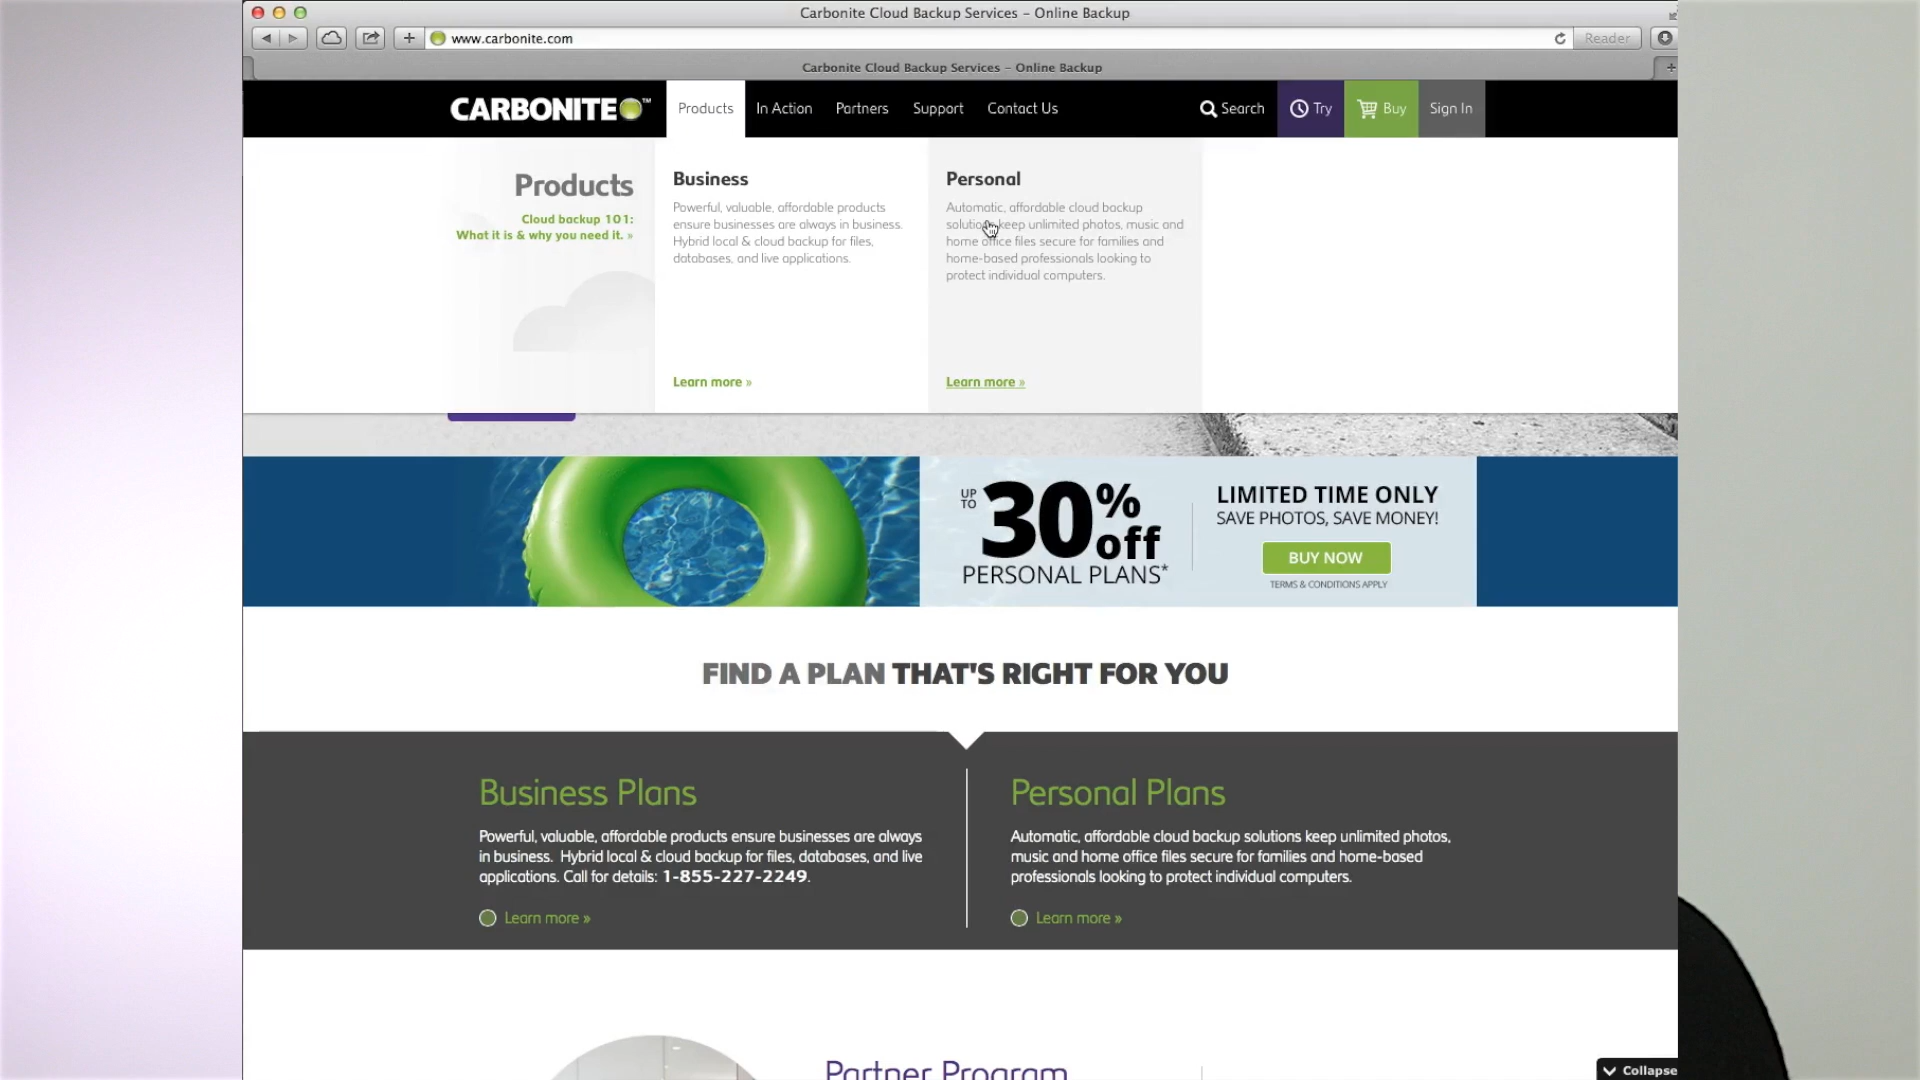 Carbonite Cloud Backup Services – Online Backup
www.carbonite.com
Reader
Carbonite Cloud Backup Services – Online Backup
CARBONITE™
Products
In Action
Partners
Support
Contact Us
Search
Try
Buy
Sign In
Products
Cloud backup 101:
What it is & why you need it. »
Business
Powerful, valuable, affordable products
ensure businesses are always in business.
Hybrid local & cloud backup for files,
databases, and live applications.
Learn more »
Personal
Automatic, affordable cloud backup
solutions keep unlimited photos, music and
home office files secure for families and
home-based professionals looking to
protect individual computers.
Learn more »
UP TO 30% off
PERSONAL PLANS*
LIMITED TIME ONLY
SAVE PHOTOS, SAVE MONEY!
BUY NOW
TERMS & CONDITIONS APPLY
FIND A PLAN THAT'S RIGHT FOR YOU
Business Plans
Powerful, valuable, affordable products ensure businesses are always
in business. Hybrid local & cloud backup for files, databases, and live
applications. Call for details: 1-855-227-2249.
Learn more »
Personal Plans
Automatic, affordable cloud backup solutions keep unlimited photos,
music and home office files secure for families and home-based
professionals looking to protect individual computers.
Learn more »
Partner Program
Collapse